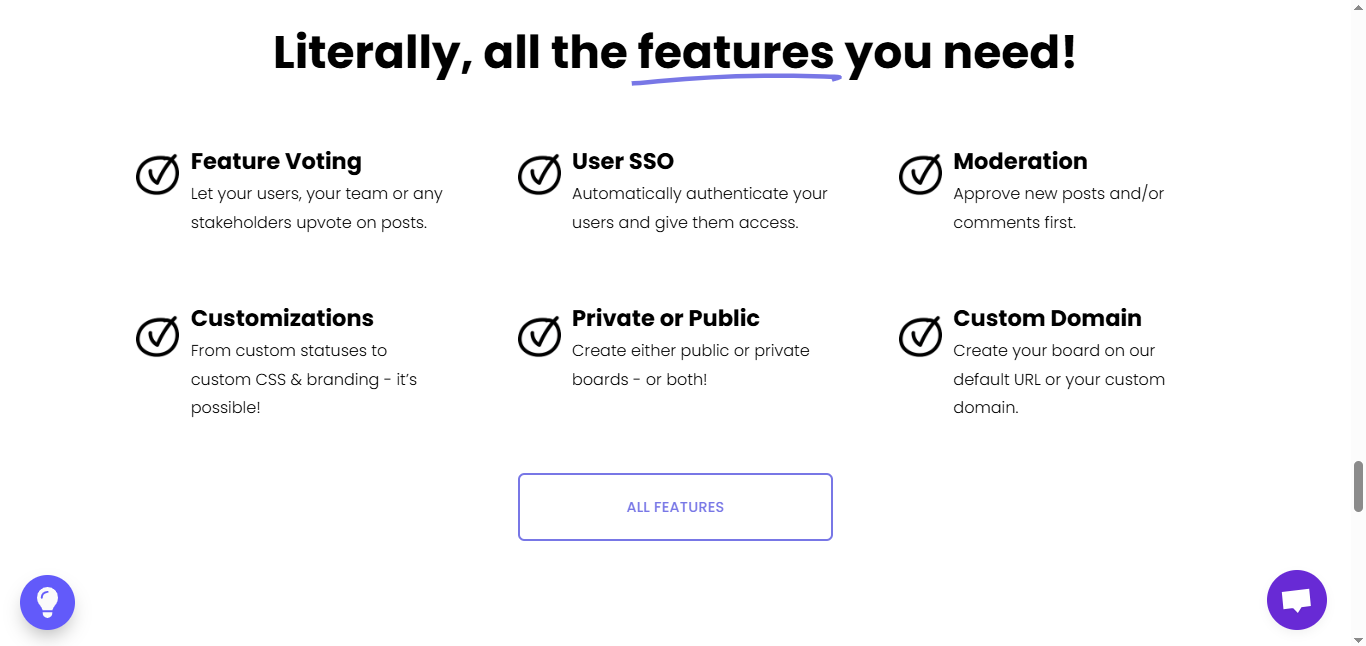 Literally, all the features you need!
Feature Voting
Let your users, your team or any
stakeholders upvote on posts.
User SSO
Automatically authenticate your
users and give them access.
Moderation
Approve new posts and/or
comments first.
Customizations
From custom statuses to
custom CSS & branding - it’s
possible!
Private or Public
Create either public or private
boards - or both!
Custom Domain
Create your board on our
default URL or your custom
domain.
ALL FEATURES